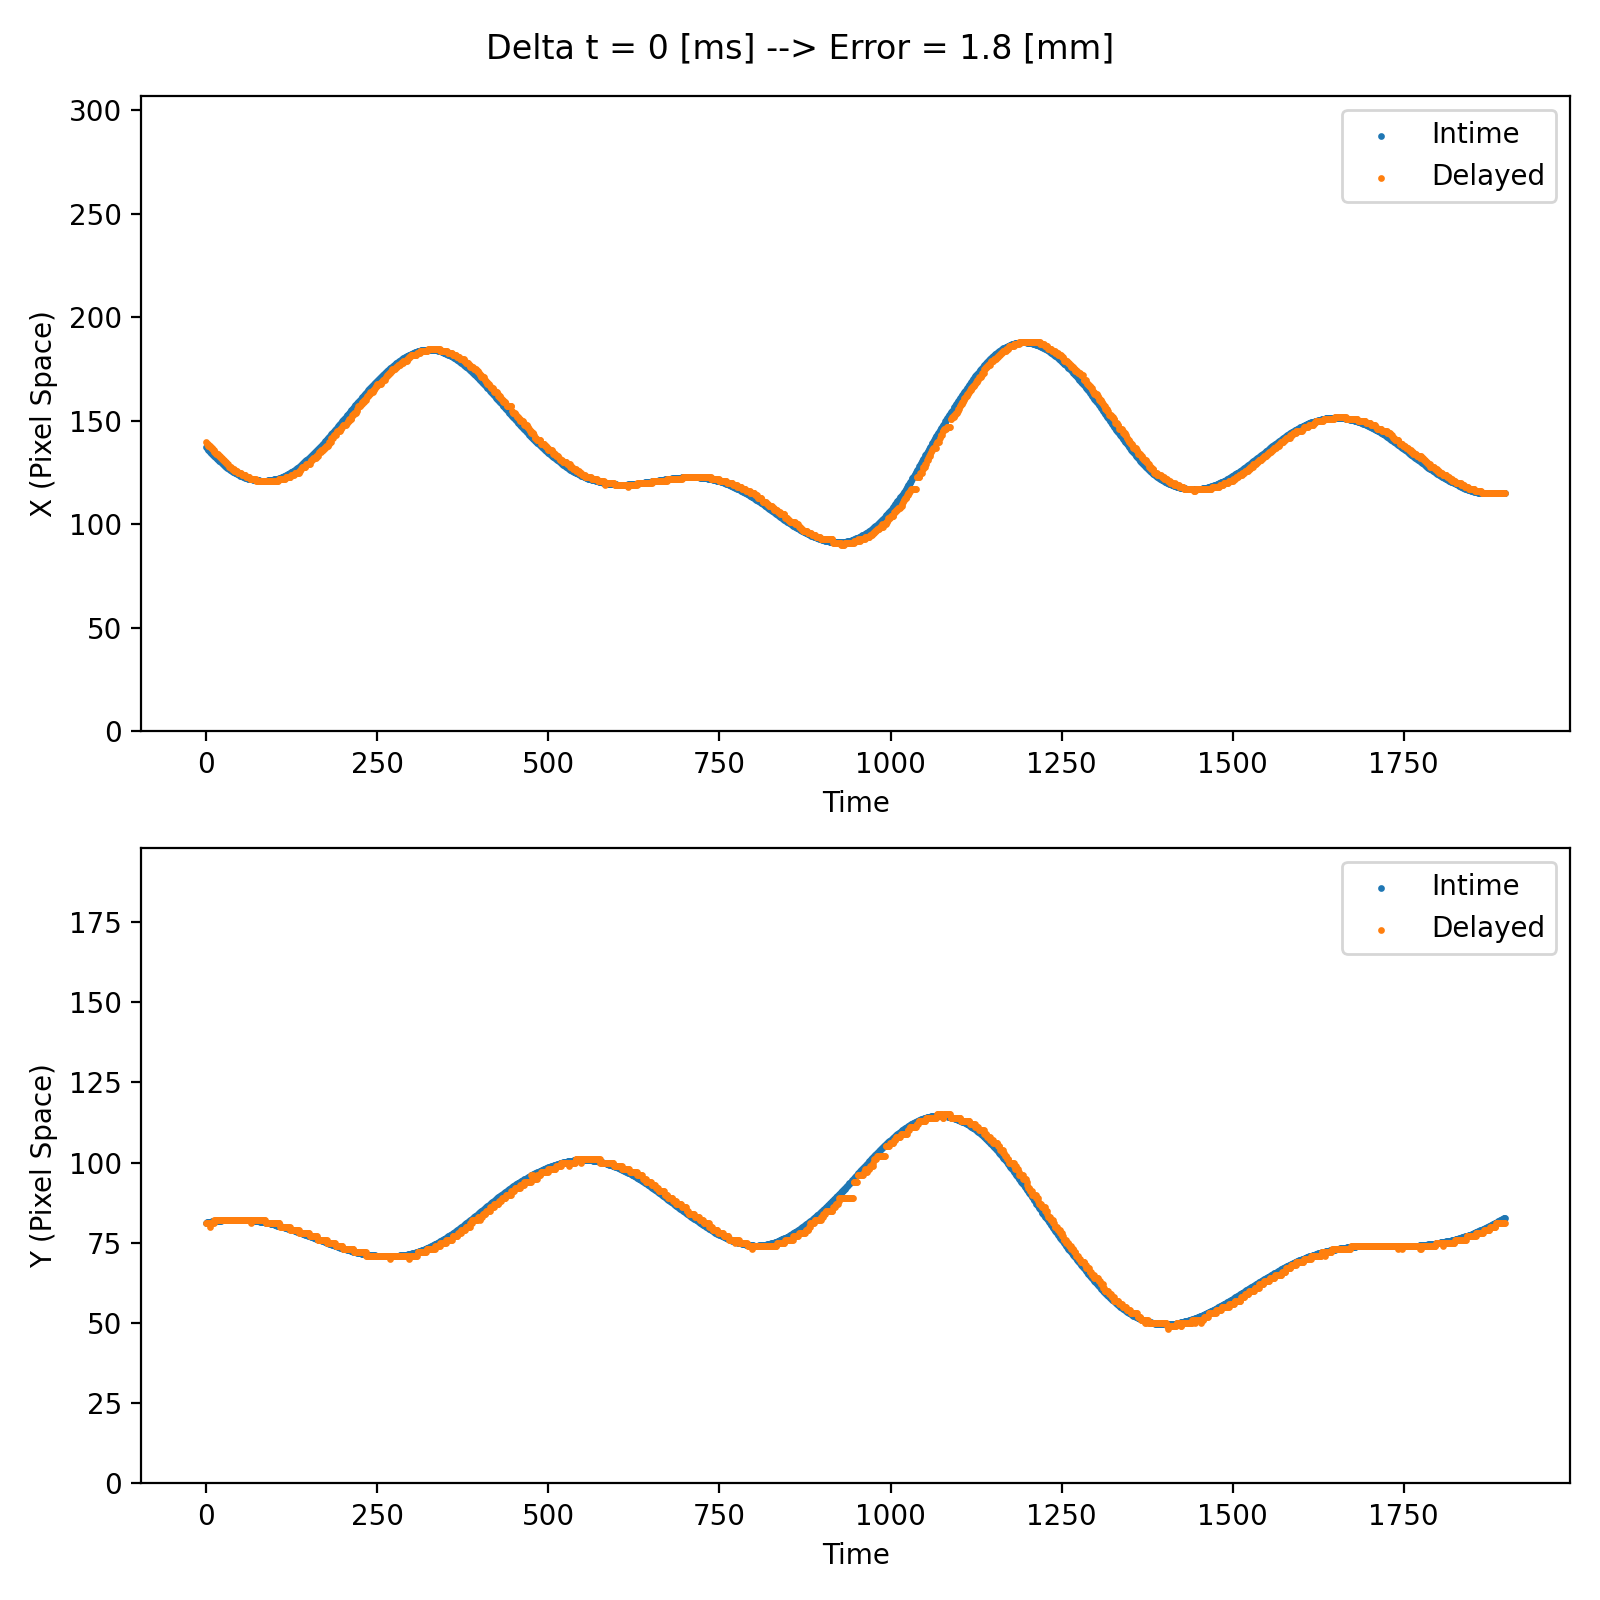 Delta t = 0 [ms] --> Error = 1.8 [mm]
300
250
200
150
100
50
0
X (Pixel Space)
Intime
Delayed
0 250 500 750 1000 1250 1500 1750
Time
175
150
125
100
75
50
25
0
Y (Pixel Space)
Intime
Delayed
0 250 500 750 1000 1250 1500 1750
Time